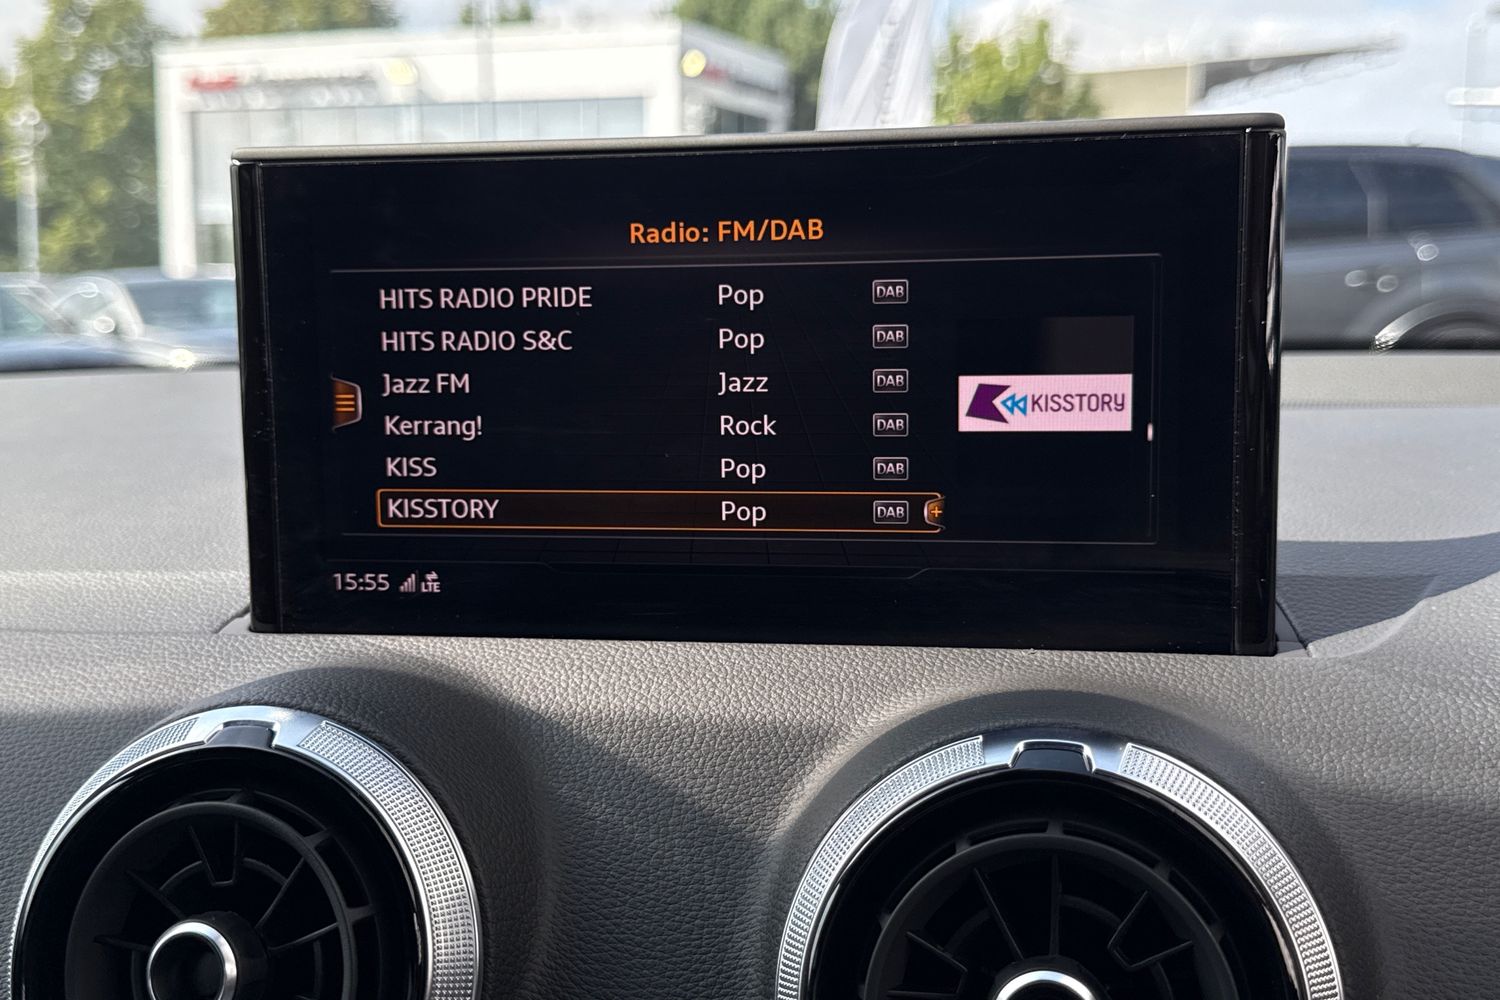 Audi
Radio: FM/DAB
HITS RADIO PRIDE Pop DAB
HITS RADIO S&C Pop DAB
Jazz FM Jazz DAB
Kerrang! Rock DAB
KISS Pop DAB
KISSTORY Pop DAB +
KISSTORY
15:55 LTE